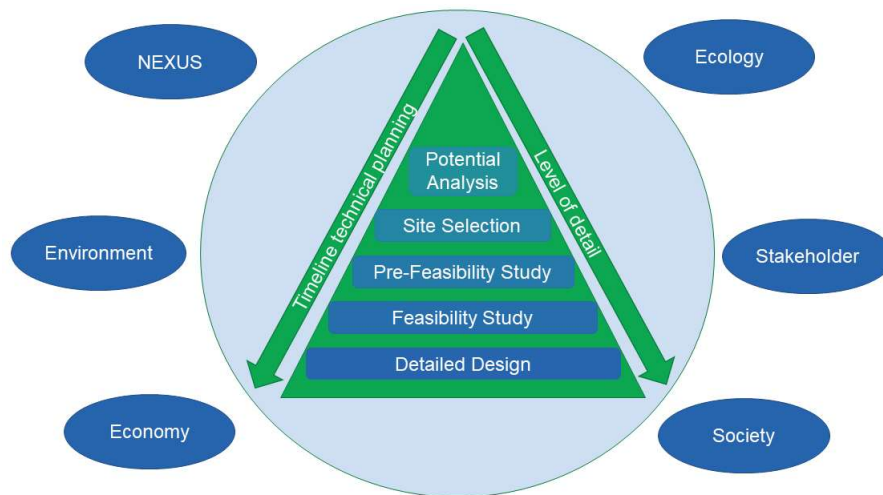 NEXUS
Ecology
Timeline technical planning
Level of detail
Potential
Analysis
Site Selection
Environment
Stakeholder
Pre-Feasibility Study
Feasibility Study
Detailed Design
Economy
Society